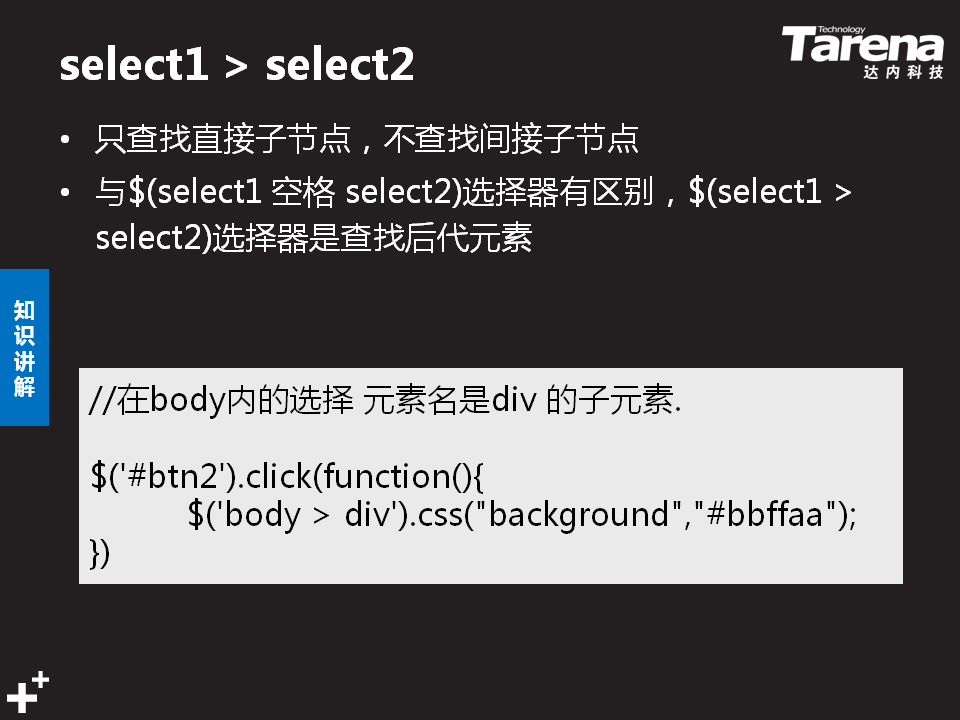 select1 > select2
Technology
Tarena
达内科技
• 只查找直接子节点，不查找间接子节点
• 与$(select1 空格 select2)选择器有区别，$(select1 >
select2)选择器是查找后代元素
知识讲解
//在body内的选择 元素名是div 的子元素.
$('#btn2').click(function(){
$('body > div').css("background","#bbffaa");
})